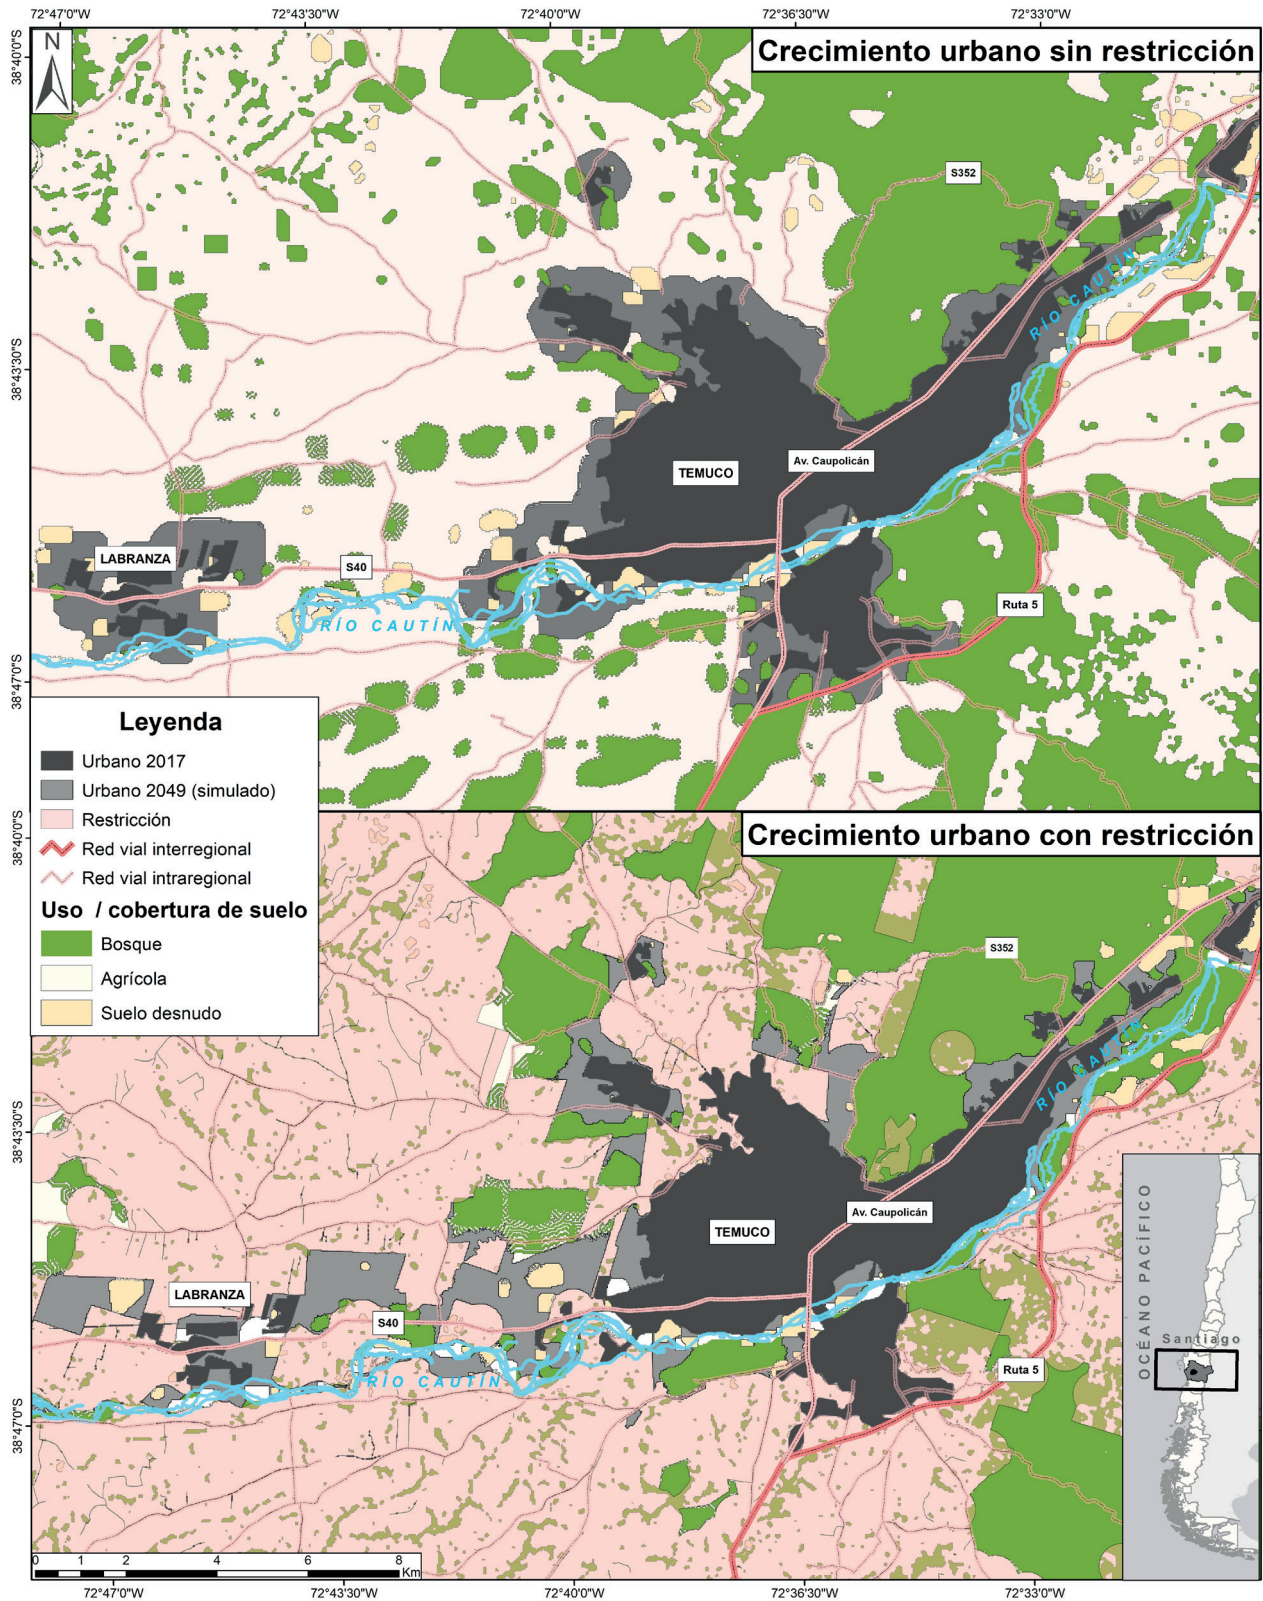 72°47'0"W 72°43'30"W 72°40'0"W 72°36'30"W 72°33'0"W
38°40'0"S
N
Crecimiento urbano sin restricción
S352
RÍO CAUTÍN
38°43'30"S
Av. Caupolicán
TEMUCO
LABRANZA
S40
Ruta 5
RÍO CAUTÍN
38°47'0"S
Leyenda
Urbano 2017
Urbano 2049 (simulado)
Restricción
Red vial interregional
Red vial intraregional
Uso / cobertura de suelo
Bosque
Agrícola
Suelo desnudo
38°40'0"S
Crecimiento urbano con restricción
S352
RÍO CAUTÍN
38°43'30"S
Av. Caupolicán
TEMUCO
LABRANZA
S40
Ruta 5
RÍO CAUTÍN
38°47'0"S
OCÉANO PACÍFICO
Santiago
0 1 2 4 6 8
Km
72°47'0"W 72°43'30"W 72°40'0"W 72°36'30"W 72°33'0"W